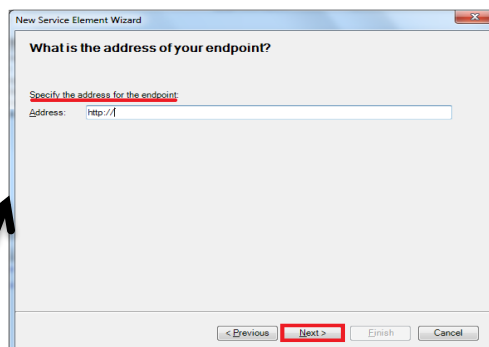 New Service Element Wizard
What is the address of your endpoint?
Specify the address for the endpoint:
Address: http://
< Previous Next > Finish Cancel